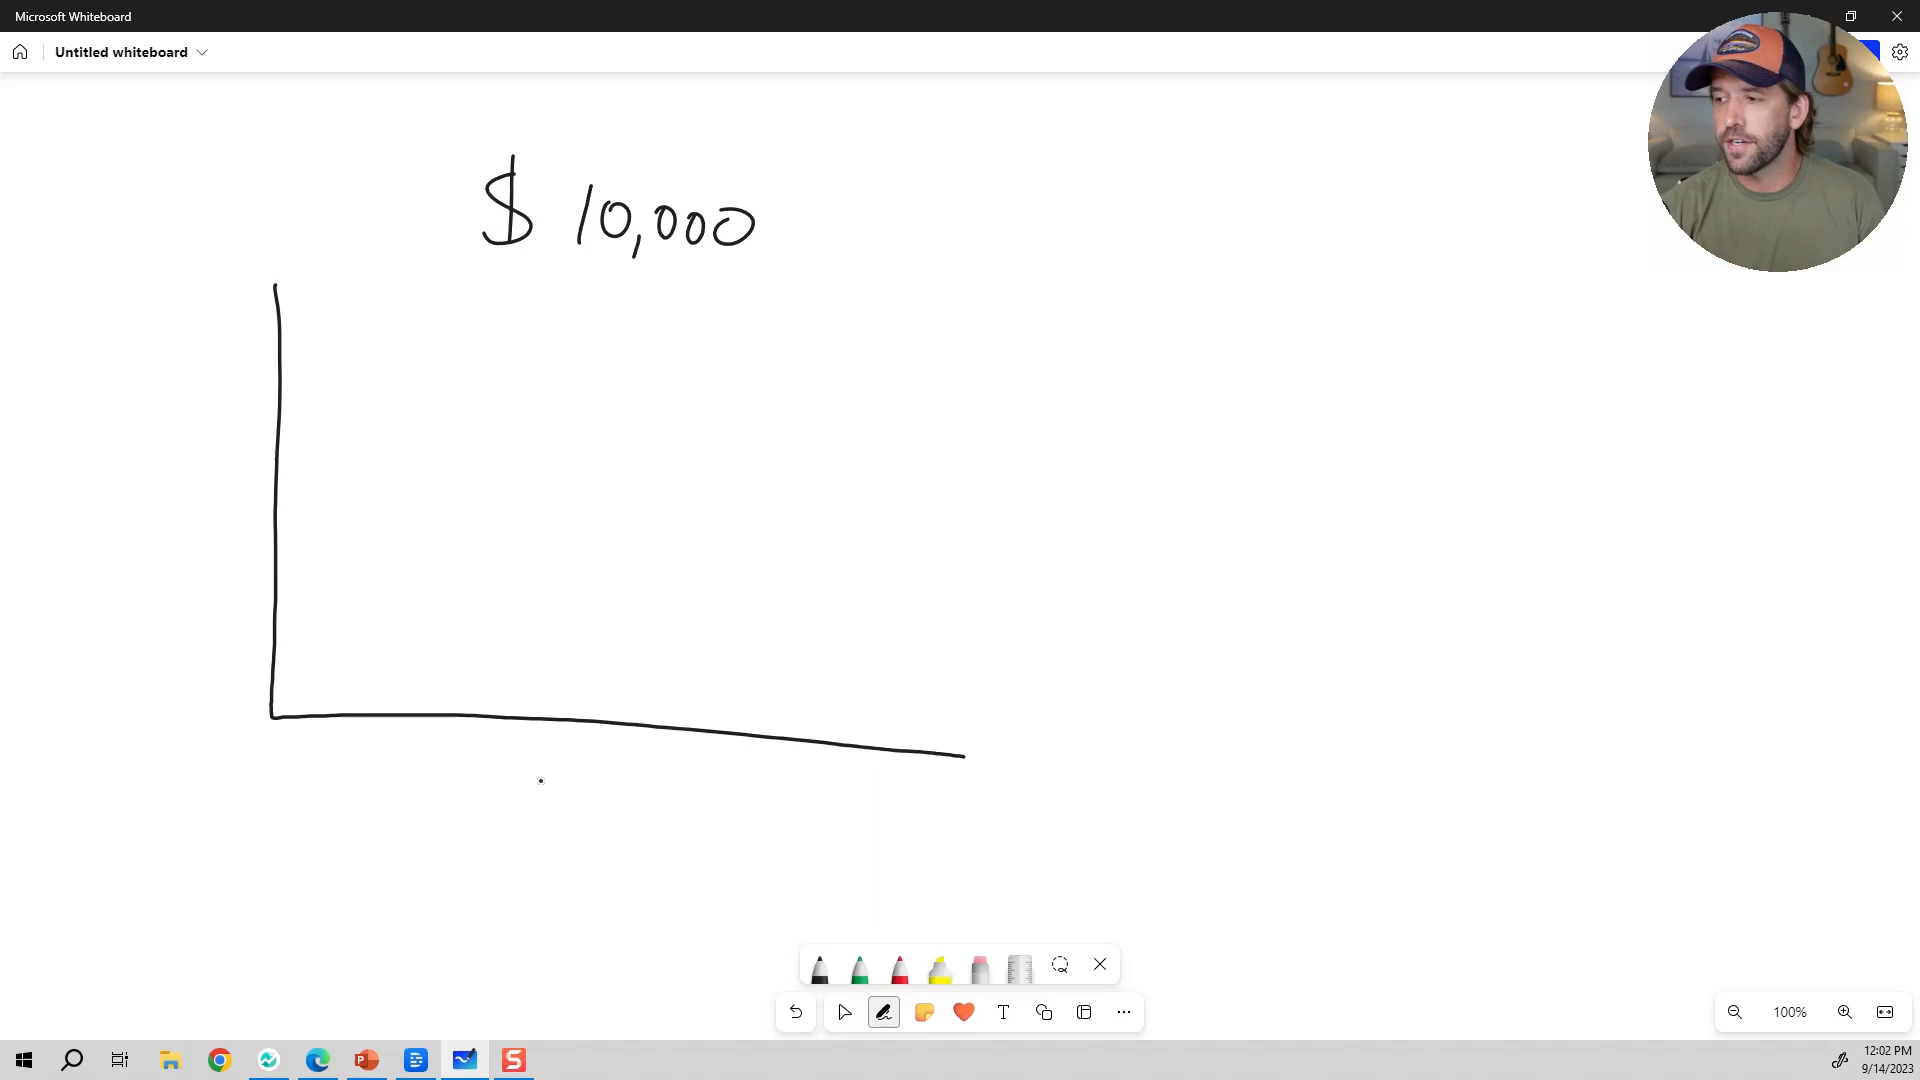 Microsoft Whiteboard
Untitled whiteboard
$ 10,000
100%
12:02 PM
9/14/2023